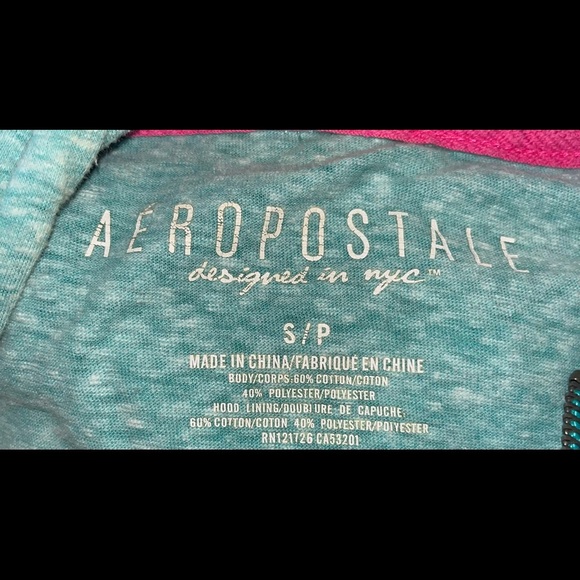 AÉROPOSTALE
designed in nyc™
S/P
MADE IN CHINA/FABRIQUÉ EN CHINE
BODY/CORPS:60% COTTON/COTON
40% POLYESTER/POLYESTER
HOOD LINING/DOUBLURE DE CAPUCHE;
60% COTTON/COTON 40% POLYESTER/POLYESTER
RN121726 CA53201